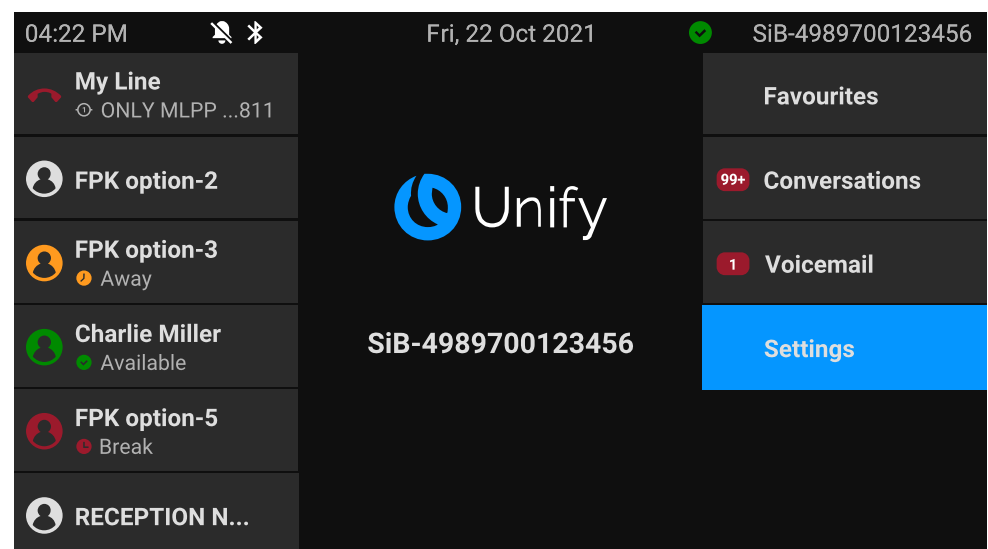 04:22 PM
Fri, 22 Oct 2021
SiB-4989700123456
My Line
ONLY MLPP ...811
FPK option-2
FPK option-3
Away
Charlie Miller
Available
FPK option-5
Break
RECEPTION N...
Unify
SiB-4989700123456
Favourites
99+ Conversations
1 Voicemail
Settings